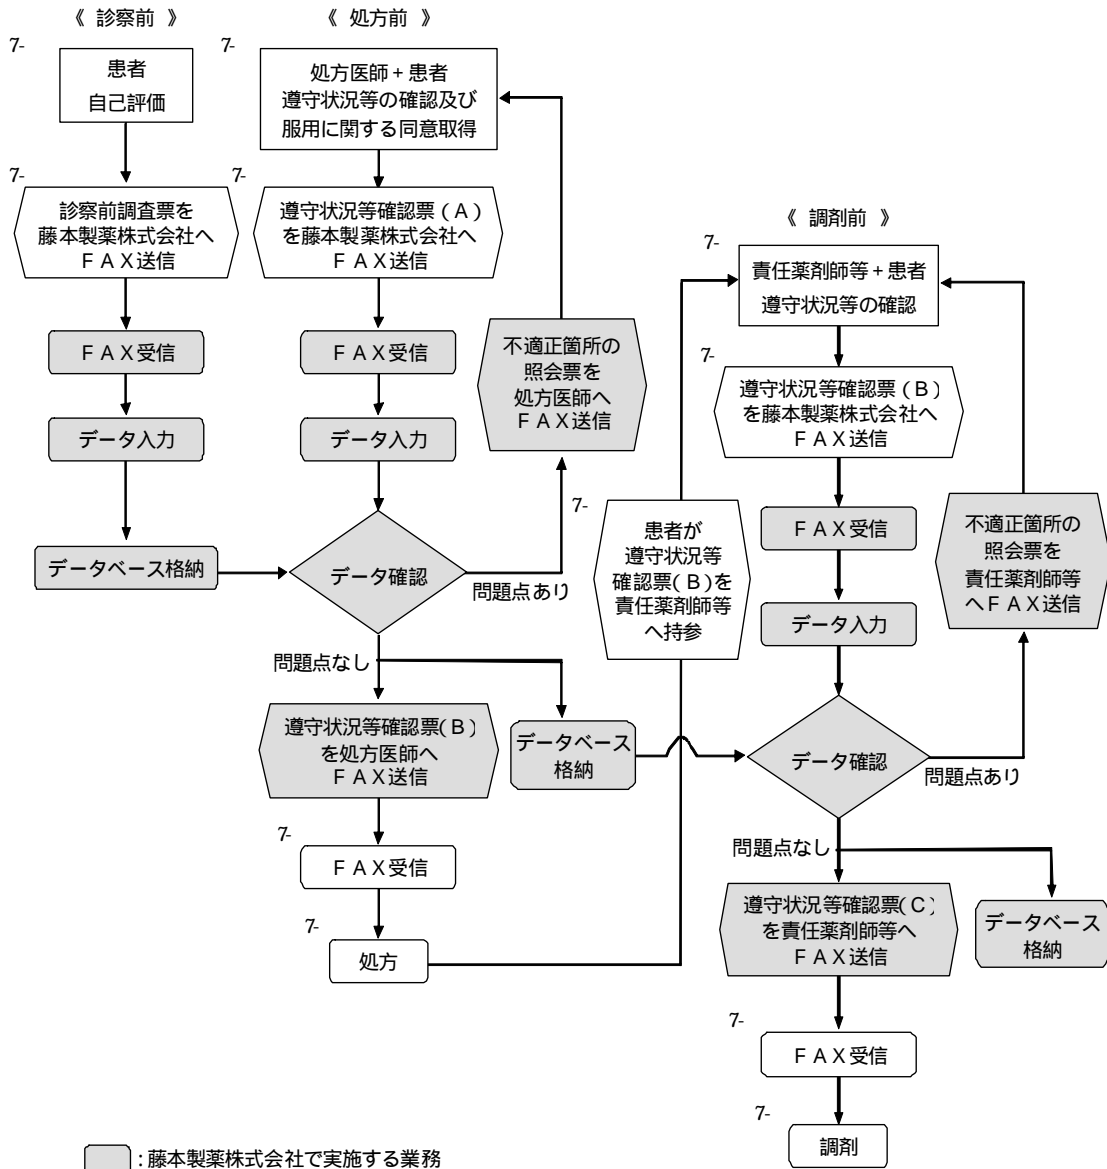 《 診察前 》
7-
患者
自己評価
7-
診察前調査票を
藤本製薬株式会社へ
ＦＡＸ送信
ＦＡＸ受信
データ入力
データベース格納
《 処方前 》
7-
処方医師＋患者
遵守状況等の確認及び
服用に関する同意取得
7-
遵守状況等確認票(Ａ)
を藤本製薬株式会社へ
ＦＡＸ送信
ＦＡＸ受信
データ入力
データ確認
問題点あり
不適正箇所の
照会票を
処方医師へ
ＦＡＸ送信
問題点なし
データベース
格納
遵守状況等確認票(Ｂ)
を処方医師へ
ＦＡＸ送信
7-
ＦＡＸ受信
7-
処方
7-
患者が
遵守状況等
確認票(Ｂ)を
責任薬剤師等
へ持参
《 調剤前 》
7-
責任薬剤師等＋患者
遵守状況等の確認
7-
遵守状況等確認票(Ｂ)
を藤本製薬株式会社へ
ＦＡＸ送信
ＦＡＸ受信
データ入力
データ確認
問題点あり
不適正箇所の
照会票を
責任薬剤師等
へＦＡＸ送信
問題点なし
データベース
格納
遵守状況等確認票(Ｃ)
を責任薬剤師等へ
ＦＡＸ送信
7-
ＦＡＸ受信
7-
調剤
：藤本製薬株式会社で実施する業務